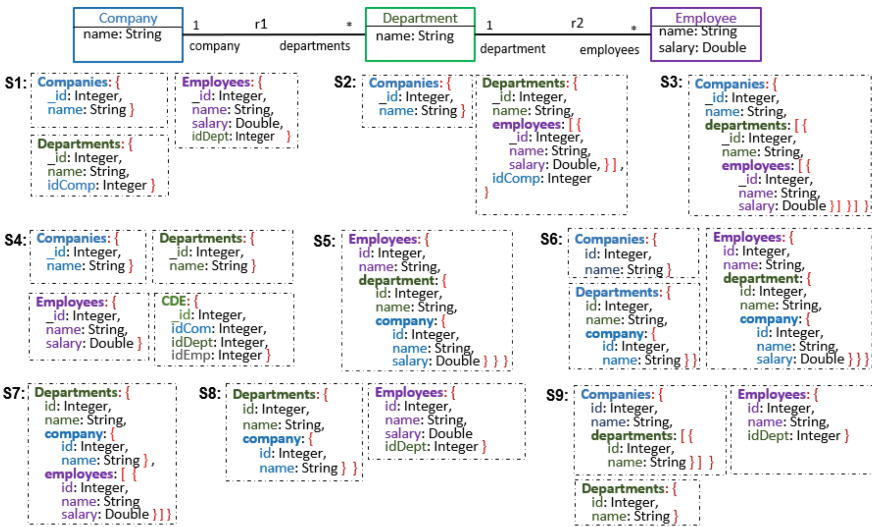 Company
name: String
1
r1
*
company
departments
Department
name: String
1
r2
*
department
employees
Employee
name: String
salary: Double
S1:
Companies: {
_id: Integer,
name: String }
Employees: {
_id: Integer,
name: String,
salary: Double,
idDept: Integer }
Departments: {
_id: Integer,
name: String,
idComp: Integer }
S2:
Companies: {
_id: Integer,
name: String }
Departments: {
_id: Integer,
name: String,
employees: [ {
_id: Integer,
name: String,
salary: Double, } ] ,
idComp: Integer
}
S3:
Companies: {
_id: Integer,
name: String,
departments: [ {
_id: Integer,
name: String,
employees: [ {
_id: Integer,
name: String,
salary: Double } ] } ] }
S4:
Companies: {
_id: Integer,
name: String }
Departments: {
_id: Integer,
name: String }
Employees: {
_id: Integer,
name: String,
salary: Double }
CDE: {
_id: Integer,
idCom: Integer,
idDept: Integer,
idEmp: Integer }
S5:
Employees: {
id: Integer,
name: String,
department: {
id: Integer,
name: String,
company: {
id: Integer,
name: String,
salary: Double } } }
S6:
Companies: {
id: Integer,
name: String }
Departments: {
id: Integer,
name: String,
company: {
id: Integer,
name: String } }
Employees: {
id: Integer,
name: String,
department: {
id: Integer,
name: String,
company: {
id: Integer,
name: String,
salary: Double } } }
S7:
Departments: {
id: Integer,
name: String,
company: {
id: Integer,
name: String } ,
employees: [ {
id: Integer,
name: String
salary: Double } ] }
S8:
Departments: {
id: Integer,
name: String,
company: {
id: Integer,
name: String } }
Employees: {
id: Integer,
name: String,
salary: Double
idDept: Integer }
S9:
Companies: {
id: Integer,
name: String,
departments: [ {
id: Integer,
name: String } ] }
Employees: {
id: Integer,
name: String,
idDept: Integer }
Departments: {
id: Integer,
name: String }